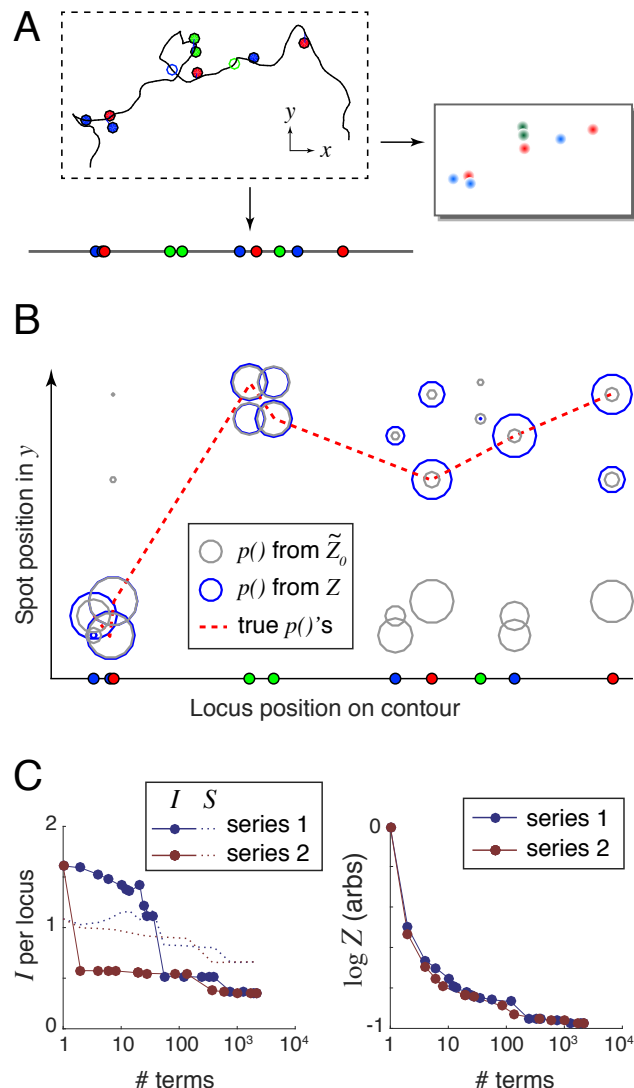 A
y
x
B
Spot position in y
p() from Z̃₀
p() from Z
true p()'s
Locus position on contour
C
I S
series 1
series 2
2
1
0
I per locus
1 10 100 10³ 10⁴
# terms
series 1
series 2
0
-1
log Z (arbs)
1 10 100 10³ 10⁴
# terms